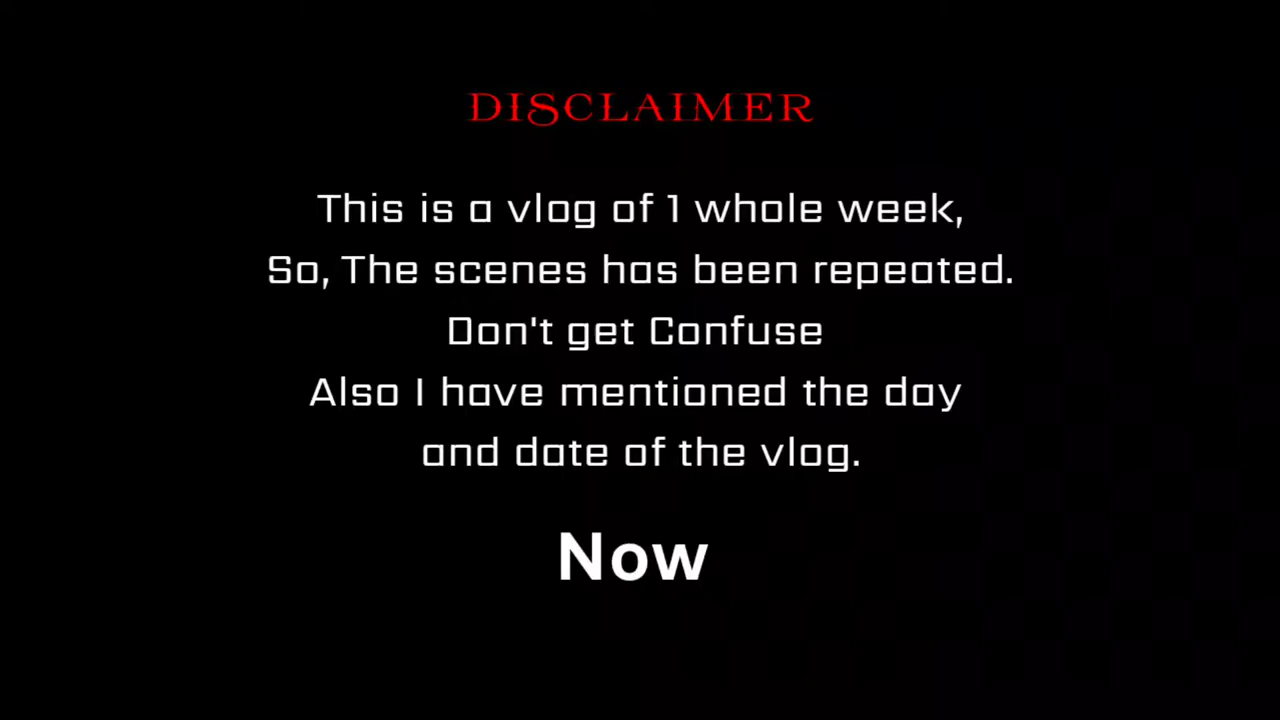 DISCLAIMER
This is a vlog of 1 whole week,
So, The scenes has been repeated.
Don't get Confuse
Also I have mentioned the day
and date of the vlog.
Now